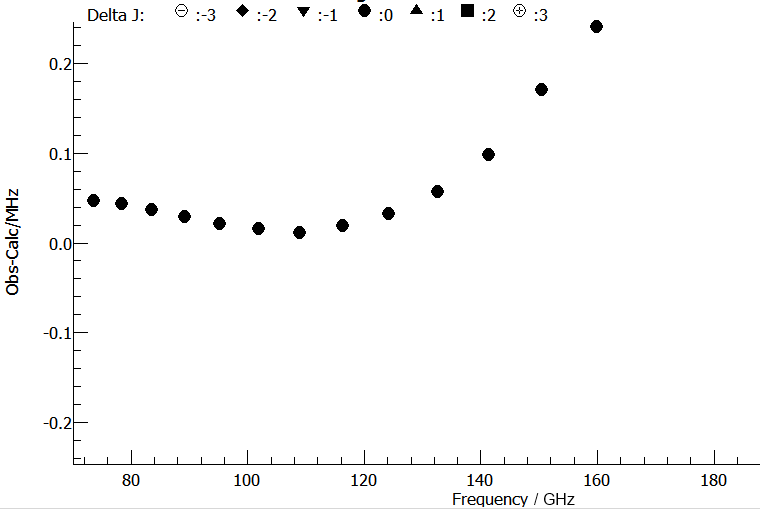 Delta J: :-3 :-2 :-1 :0 :1 :2 :3
0.2
0.1
0.0
-0.1
-0.2
Obs-Calc/MHz
80 100 120 140 160 180
Frequency / GHz